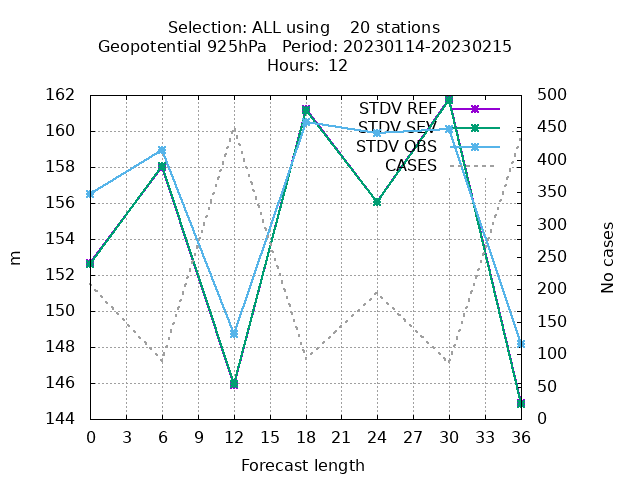 Selection: ALL using    20 stations
Geopotential 925hPa   Period: 20230114-20230215
Hours:  12
162
160
158
156
154
152
150
148
146
144
m
500
450
400
350
300
250
200
150
100
50
0
No cases
STDV REF
STDV SEV
STDV OBS
CASES
0 3 6 9 12 15 18 21 24 27 30 33 36
Forecast length